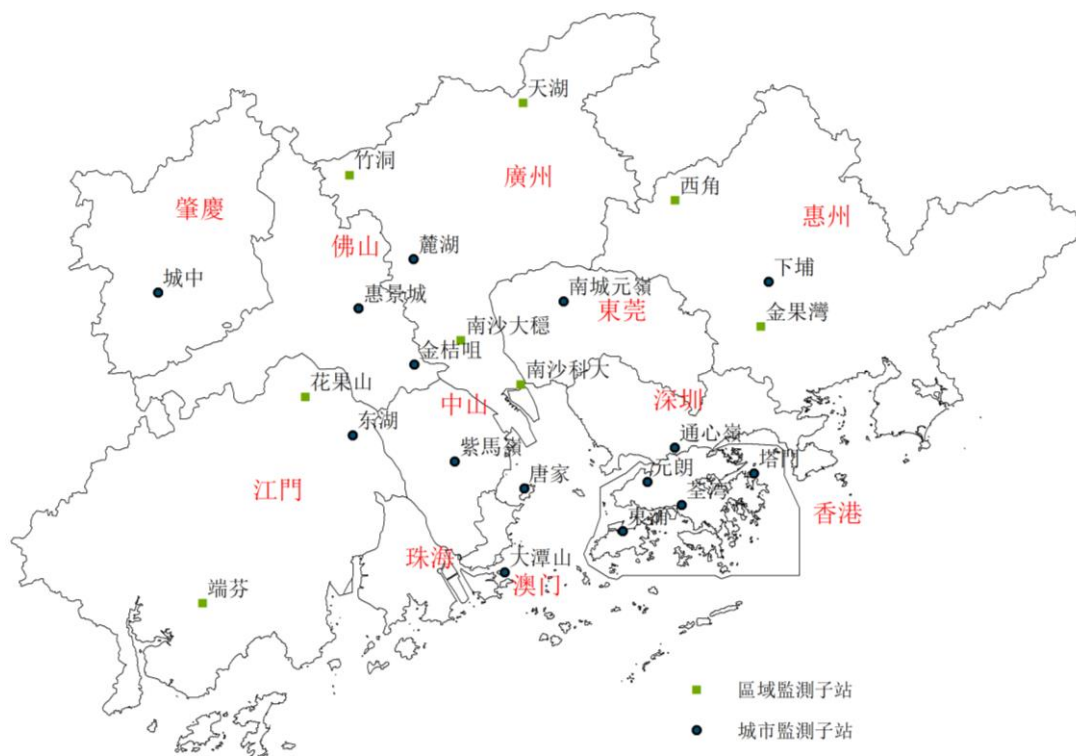 天湖
竹洞
廣州
西角
肇慶
惠州
佛山
麓湖
城中
惠景城
南城元嶺
下埔
東莞
金果灣
南沙大穩
金桔咀
南沙科大
花果山
中山
深圳
东湖
通心嶺
紫馬嶺
元朗
塔門
唐家
江門
荃灣
香港
東涌
珠海
大潭山
澳门
端芬
區域監測子站
城市監測子站